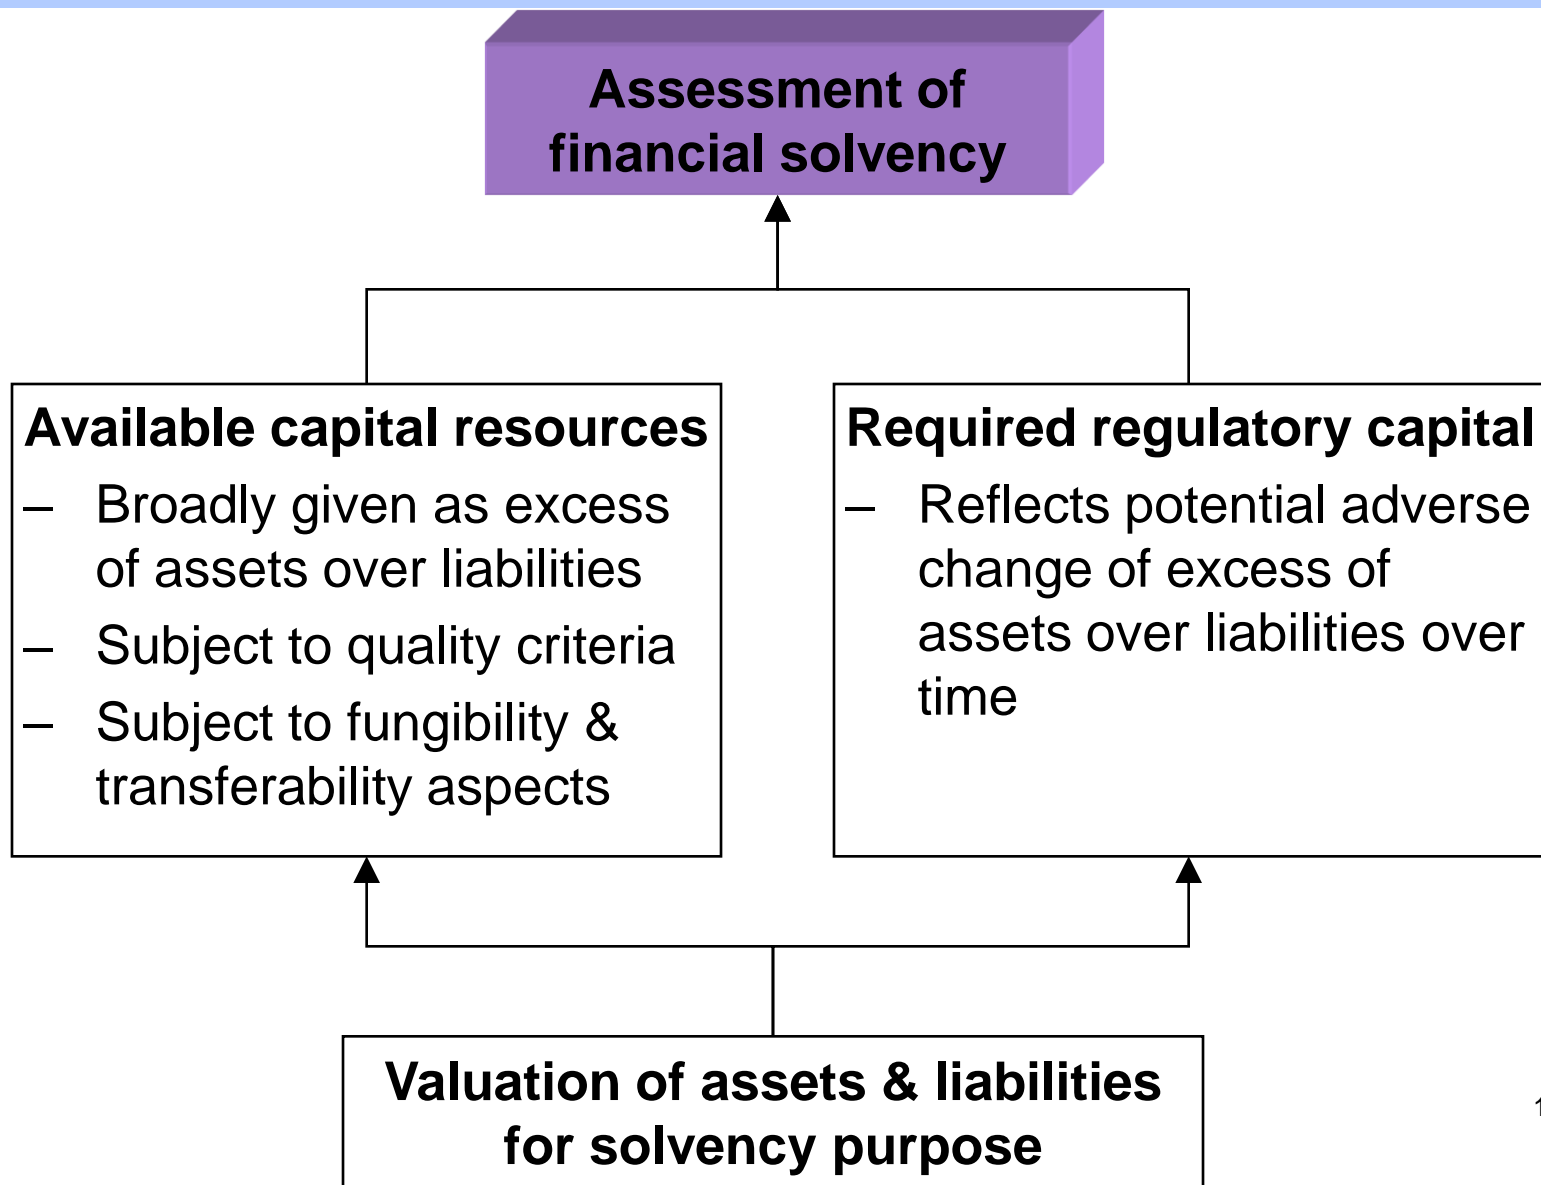 Assessment of
financial solvency
Available capital resources
– Broadly given as excess
of assets over liabilities
– Subject to quality criteria
– Subject to fungibility &
transferability aspects
Required regulatory capital
– Reflects potential adverse
change of excess of
assets over liabilities over
time
Valuation of assets & liabilities
for solvency purpose